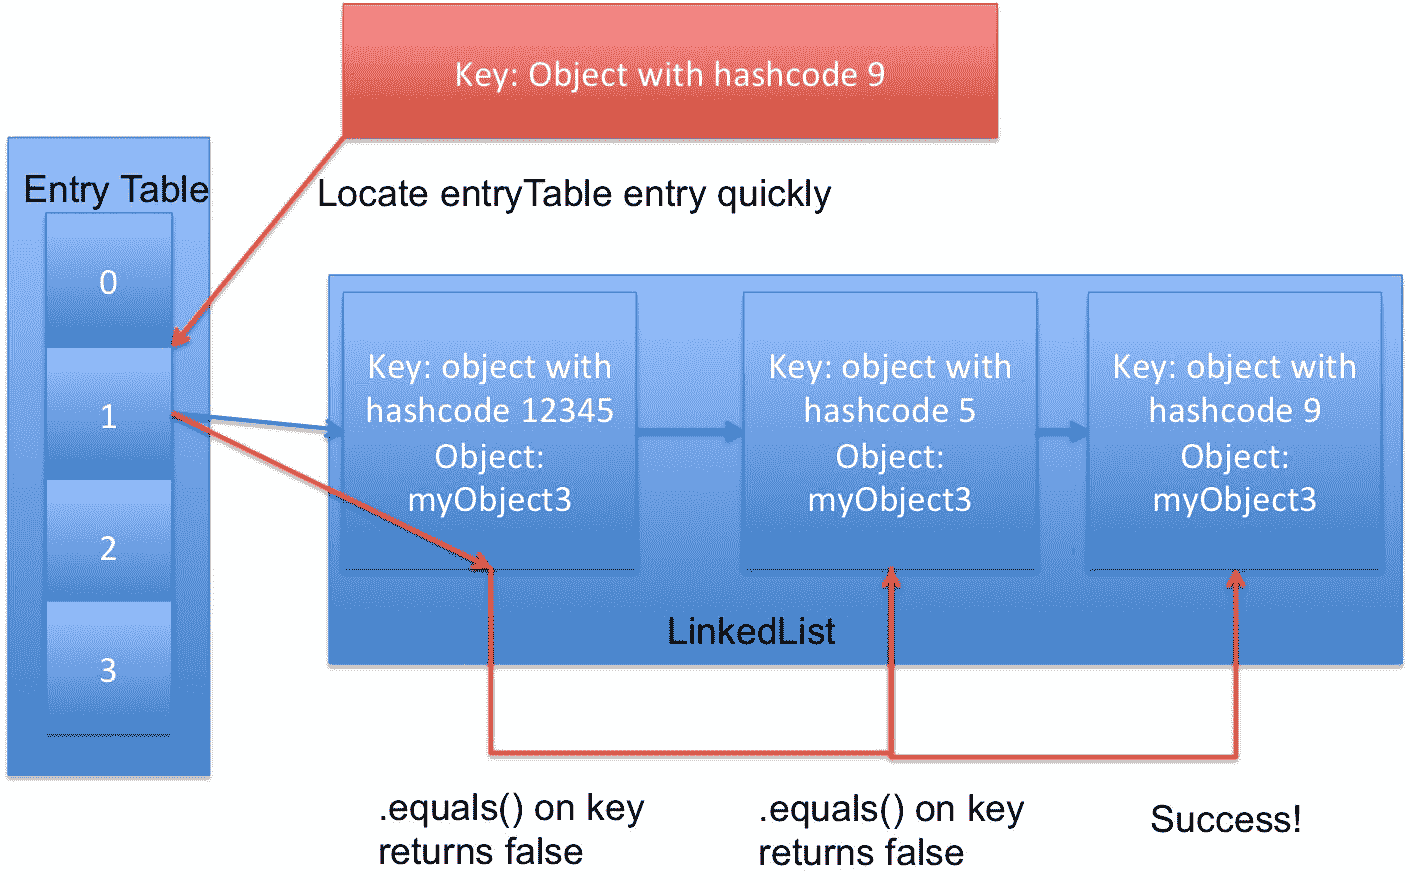 Key: Object with hashcode 9
Entry Table
Locate entryTable entry quickly
0
1
2
3
Key: object with
hashcode 12345
Object:
myObject3
Key: object with
hashcode 5
Object:
myObject3
Key: object with
hashcode 9
Object:
myObject3
LinkedList
.equals() on key
returns false
.equals() on key
returns false
Success!